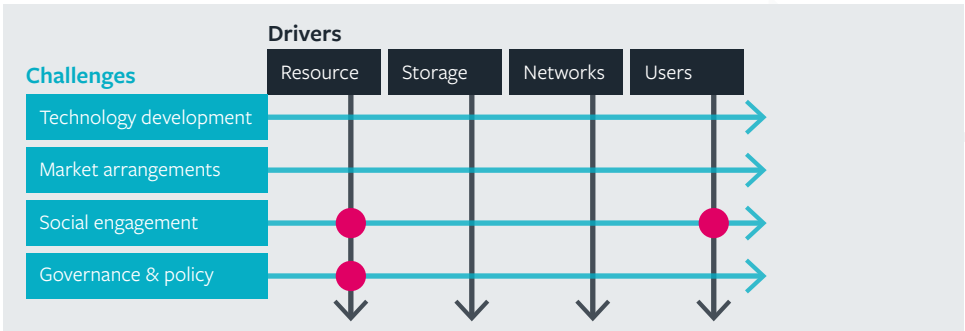 Drivers
Resource Storage Networks Users
Challenges
Technology development
Market arrangements
Social engagement
Governance & policy